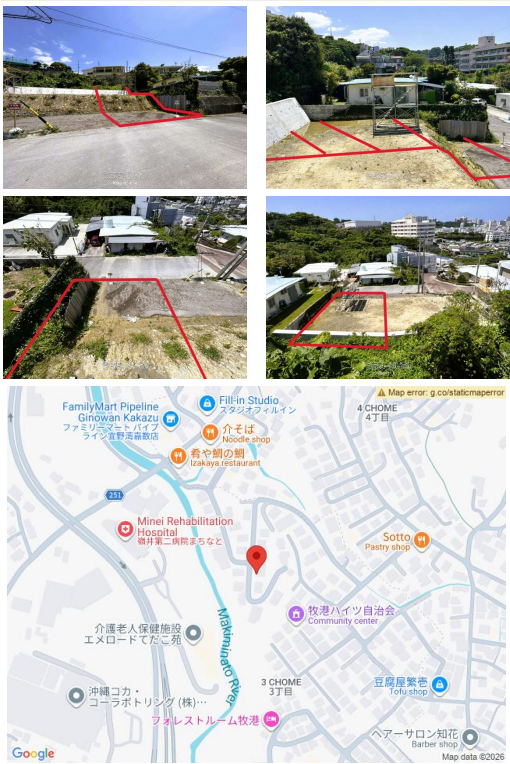 Map error: g.co/staticmaperror
FamilyMart Pipeline
Ginowan Kakazu
ファミリーマート パイプ
ライン宜野湾嘉数店
Fill-in Studio
スタジオフィルイン
4 CHOME
4丁目
介そば
Noodle shop
肴や鯛の鯛
Izakaya restaurant
251
Minei Rehabilitation
Hospital
嶺井第二病院まちなと
Sotto
Pastry shop
牧港ハイツ自治会
Community center
介護老人保健施設
エメロードてだこ苑
Makiminato River
3 CHOME
3丁目
豆腐屋繁壱
Tofu shop
沖縄コカ・
コーラボトリング (株)…
フォレストルーム牧港
ヘアーサロン知花
Barber shop
Google
Map data ©2026